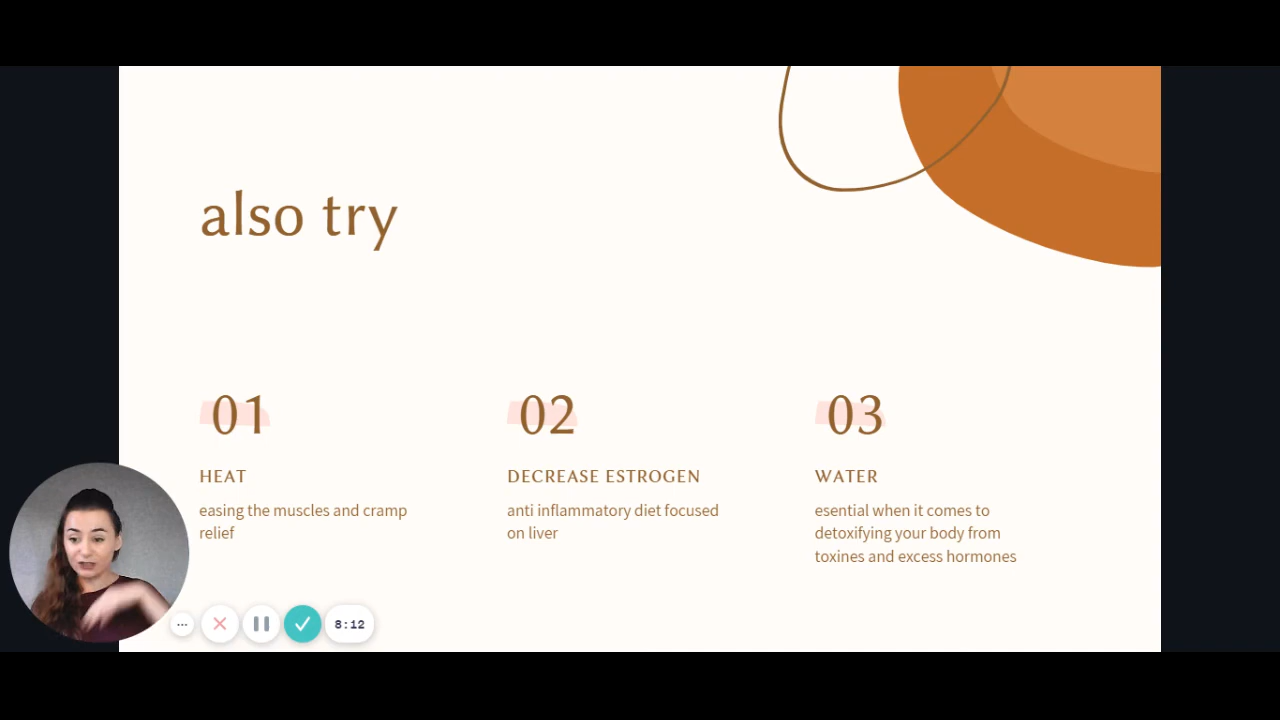 also try
01
HEAT
easing the muscles and cramp
relief
02
DECREASE ESTROGEN
anti inflammatory diet focused
on liver
03
WATER
esential when it comes to
detoxifying your body from
toxines and excess hormones
8:12